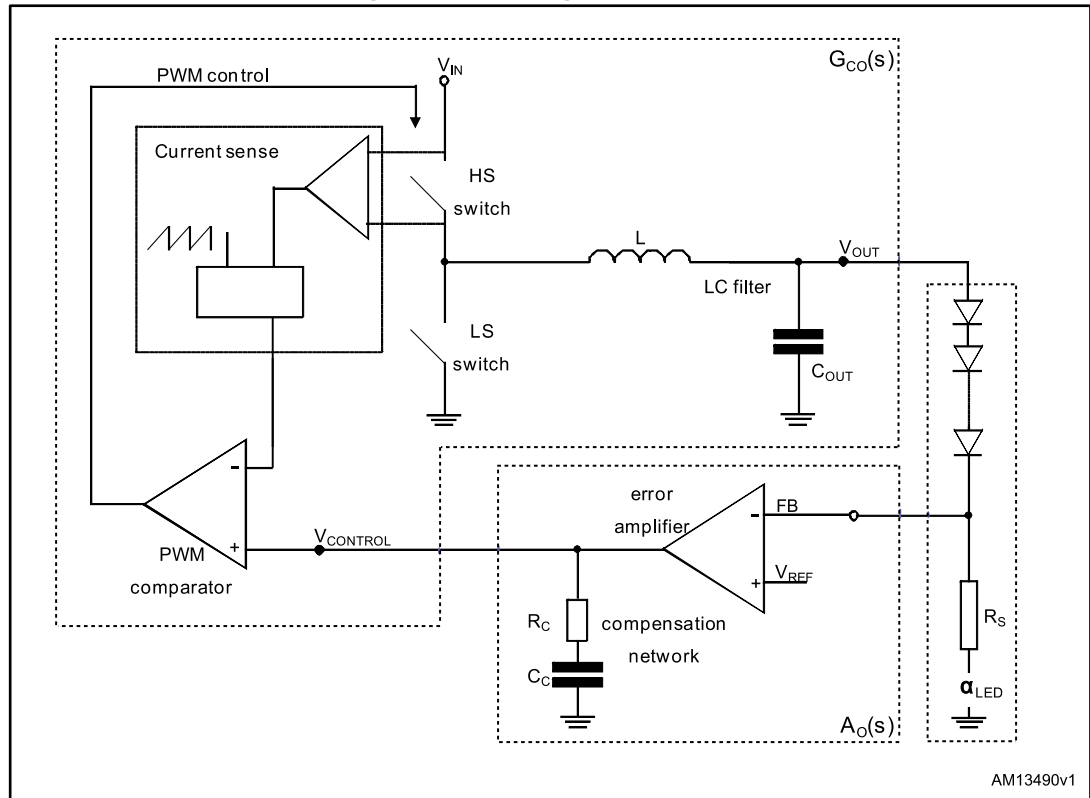 G_CO(s)
V_IN
PWM control
Current sense
HS
switch
L
V_OUT
LC filter
LS
switch
C_OUT
error
amplifier
-
FB
-
V_CONTROL
+
PWM
comparator
+
V_REF
R_C
compensation
network
C_C
R_S
α_LED
A_O(s)
AM13490v1